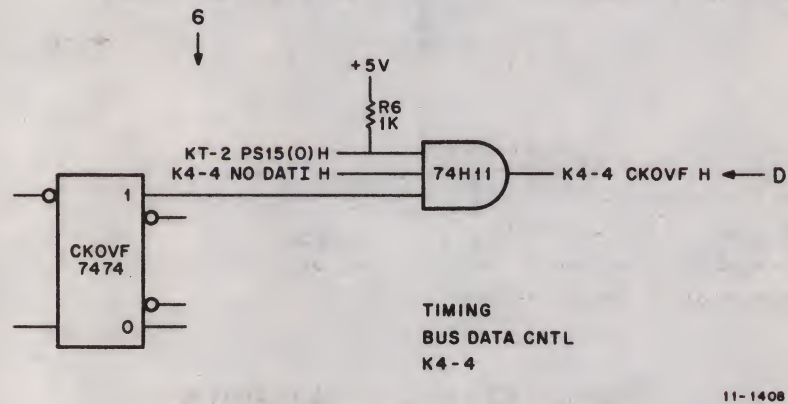 6
+5V
R6
1K
KT-2 PS15(0)H
K4-4 NO DATI H
74H11
K4-4 CKOVF H
D
1
CKOVF
7474
0
TIMING
BUS DATA CNTL
K4-4
11-1408